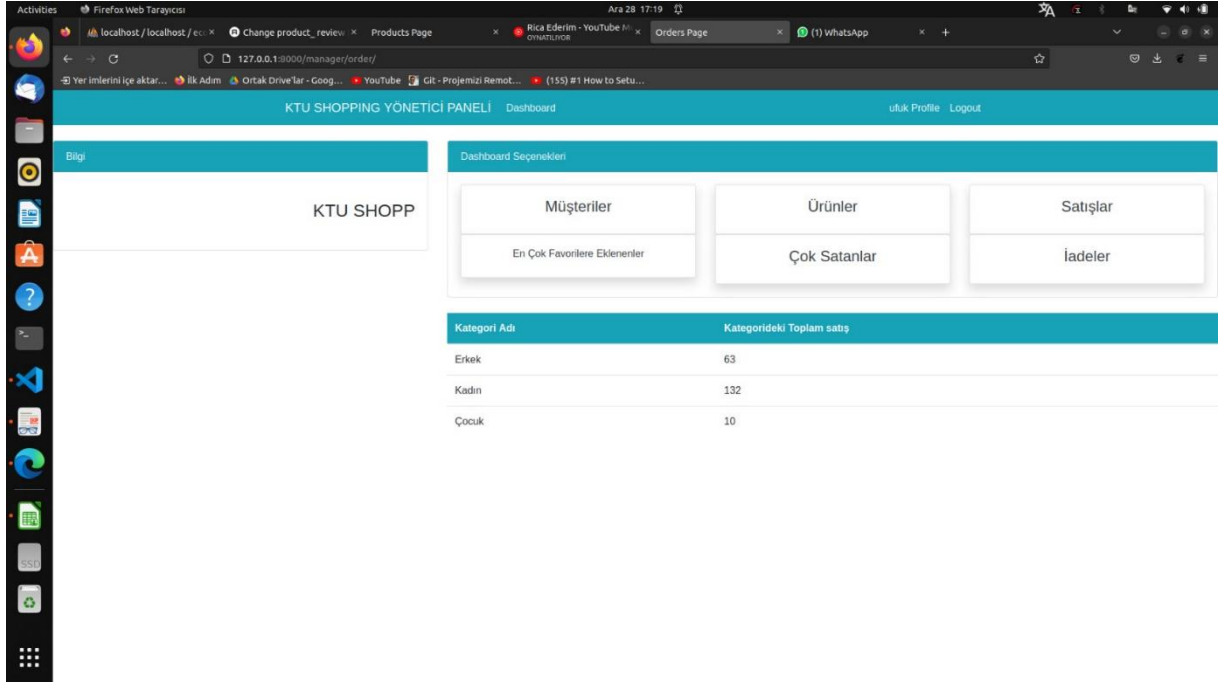 Activities Firefox Web Tarayıcısı Ara 28 17:19
localhost / localhost / ec Change product_review Products Page Rica Ederim - YouTube M Orders Page (1) WhatsApp
OYNATILIYOR
127.0.0.1:8000/manager/order/
Yer imlerini içe aktar... İlk Adım Ortak Drive'lar - Goog... YouTube Git - Projemizi Remot... (155) #1 How to Setu...
KTU SHOPPING YÖNETİCİ PANELİ Dashboard ufuk Profile Logout
Bilgi Dashboard Seçenekleri
KTU SHOPP Müşteriler Ürünler Satışlar
En Çok Favorilere Eklenenler Çok Satanlar İadeler
Kategori Adı Kategorideki Toplam satış
Erkek 63
Kadın 132
Çocuk 10
SSD